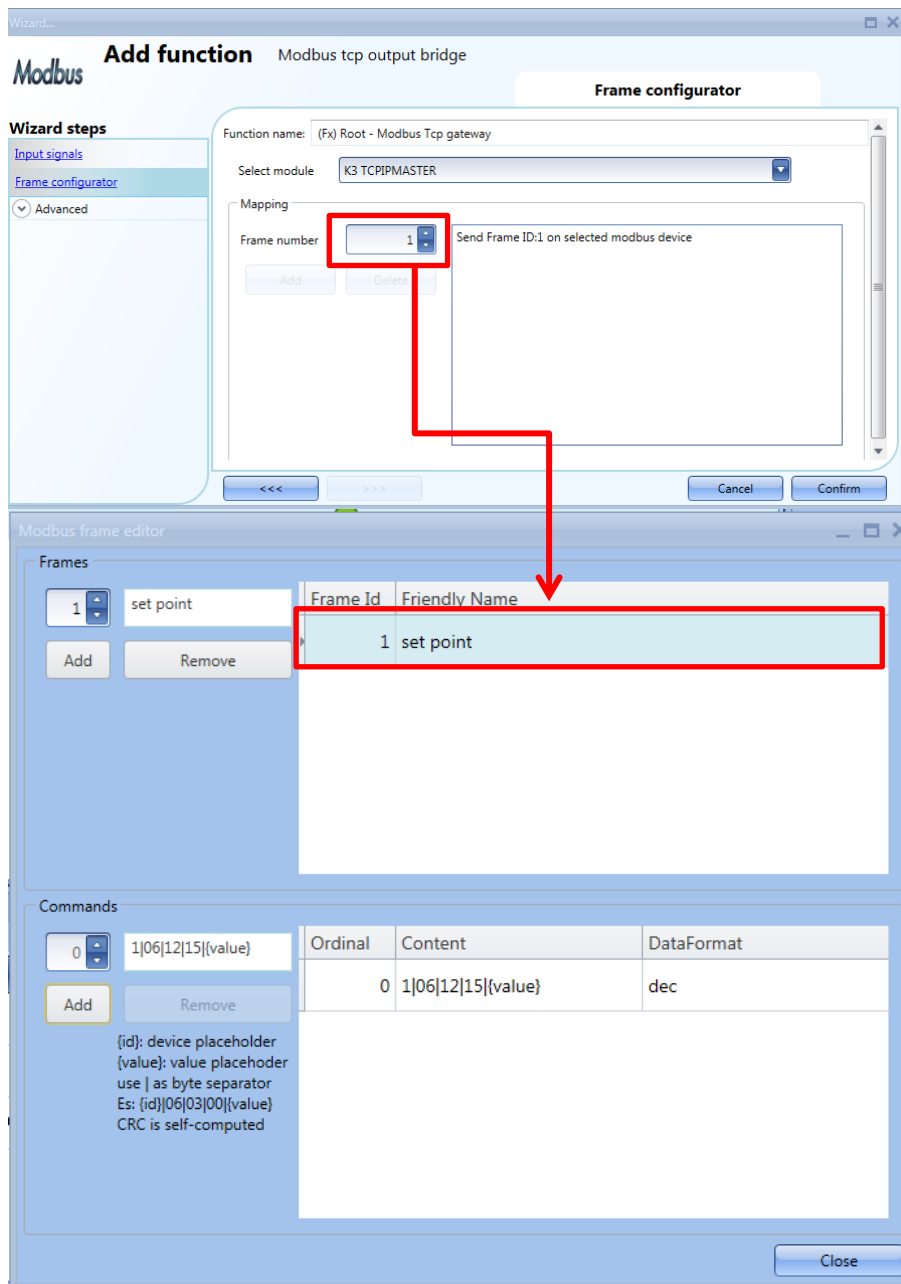 Wizard...
Modbus
Add function Modbus tcp output bridge
Frame configurator
Wizard steps
Input signals
Frame configurator
Advanced
Function name: (Fx) Root - Modbus Tcp gateway
Select module K3 TCPIPMASTER
Mapping
Frame number 1
Add Delete
Send Frame ID:1 on selected modbus device
<<< >>> Cancel Confirm
Modbus frame editor
Frames
1 set point
Add Remove
Frame Id Friendly Name
1 set point
Commands
0 1|06|12|15|{value}
Add Remove
{id}: device placeholder
{value}: value placehoder
use | as byte separator
Es: {id}|06|03|00|{value}
CRC is self-computed
Ordinal Content DataFormat
0 1|06|12|15|{value} dec
Close